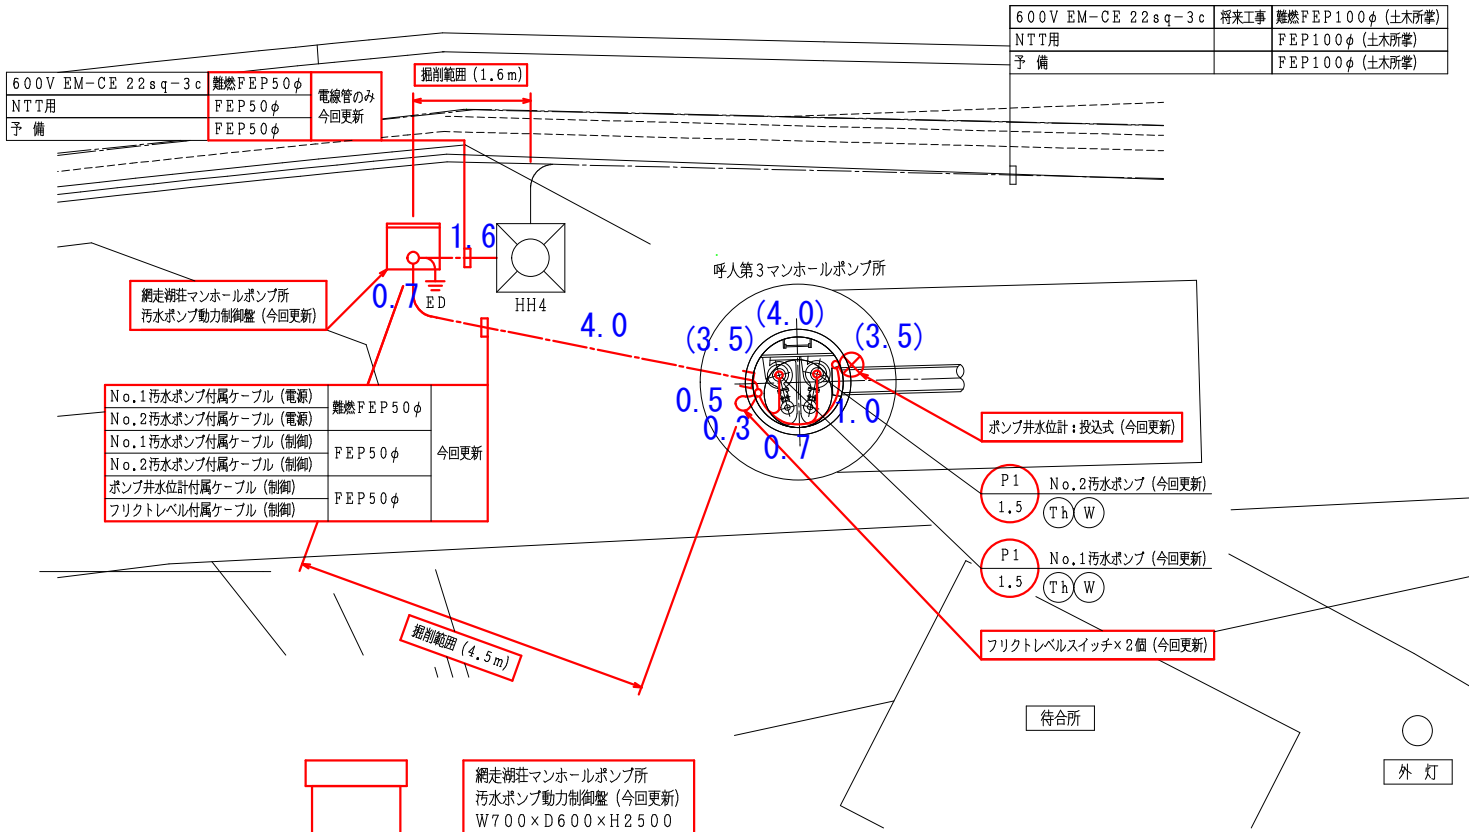 600V EM-CE 22sq-3c 将来工事 難燃FEP100φ (土木所掌)
NTT用 FEP100φ (土木所掌)
予 備 FEP100φ (土木所掌)
600V EM-CE 22sq-3c 難燃FEP50φ
NTT用 FEP50φ
予 備 FEP50φ
電線管のみ
今回更新
掘削範囲 (1.6m)
1.6
0.7
ED
HH4
網走湖荘マンホールポンプ所
汚水ポンプ動力制御盤 (今回更新)
呼人第3マンホールポンプ所
4.0
(3.5)
(4.0)
(3.5)
0.5
0.3
0.7
1.0
No.1汚水ポンプ付属ケーブル (電源)
No.2汚水ポンプ付属ケーブル (電源)
難燃FEP50φ
No.1汚水ポンプ付属ケーブル (制御)
No.2汚水ポンプ付属ケーブル (制御)
FEP50φ
ポンプ井水位計付属ケーブル (制御)
フリクトレベル付属ケーブル (制御)
FEP50φ
今回更新
ポンプ井水位計:投込式 (今回更新)
P1
1.5
No.2汚水ポンプ (今回更新)
Th W
P1
1.5
No.1汚水ポンプ (今回更新)
Th W
フリクトレベルスイッチ×2個 (今回更新)
掘削範囲 (4.5m)
待合所
外 灯
網走湖荘マンホールポンプ所
汚水ポンプ動力制御盤 (今回更新)
W700×D600×H2500